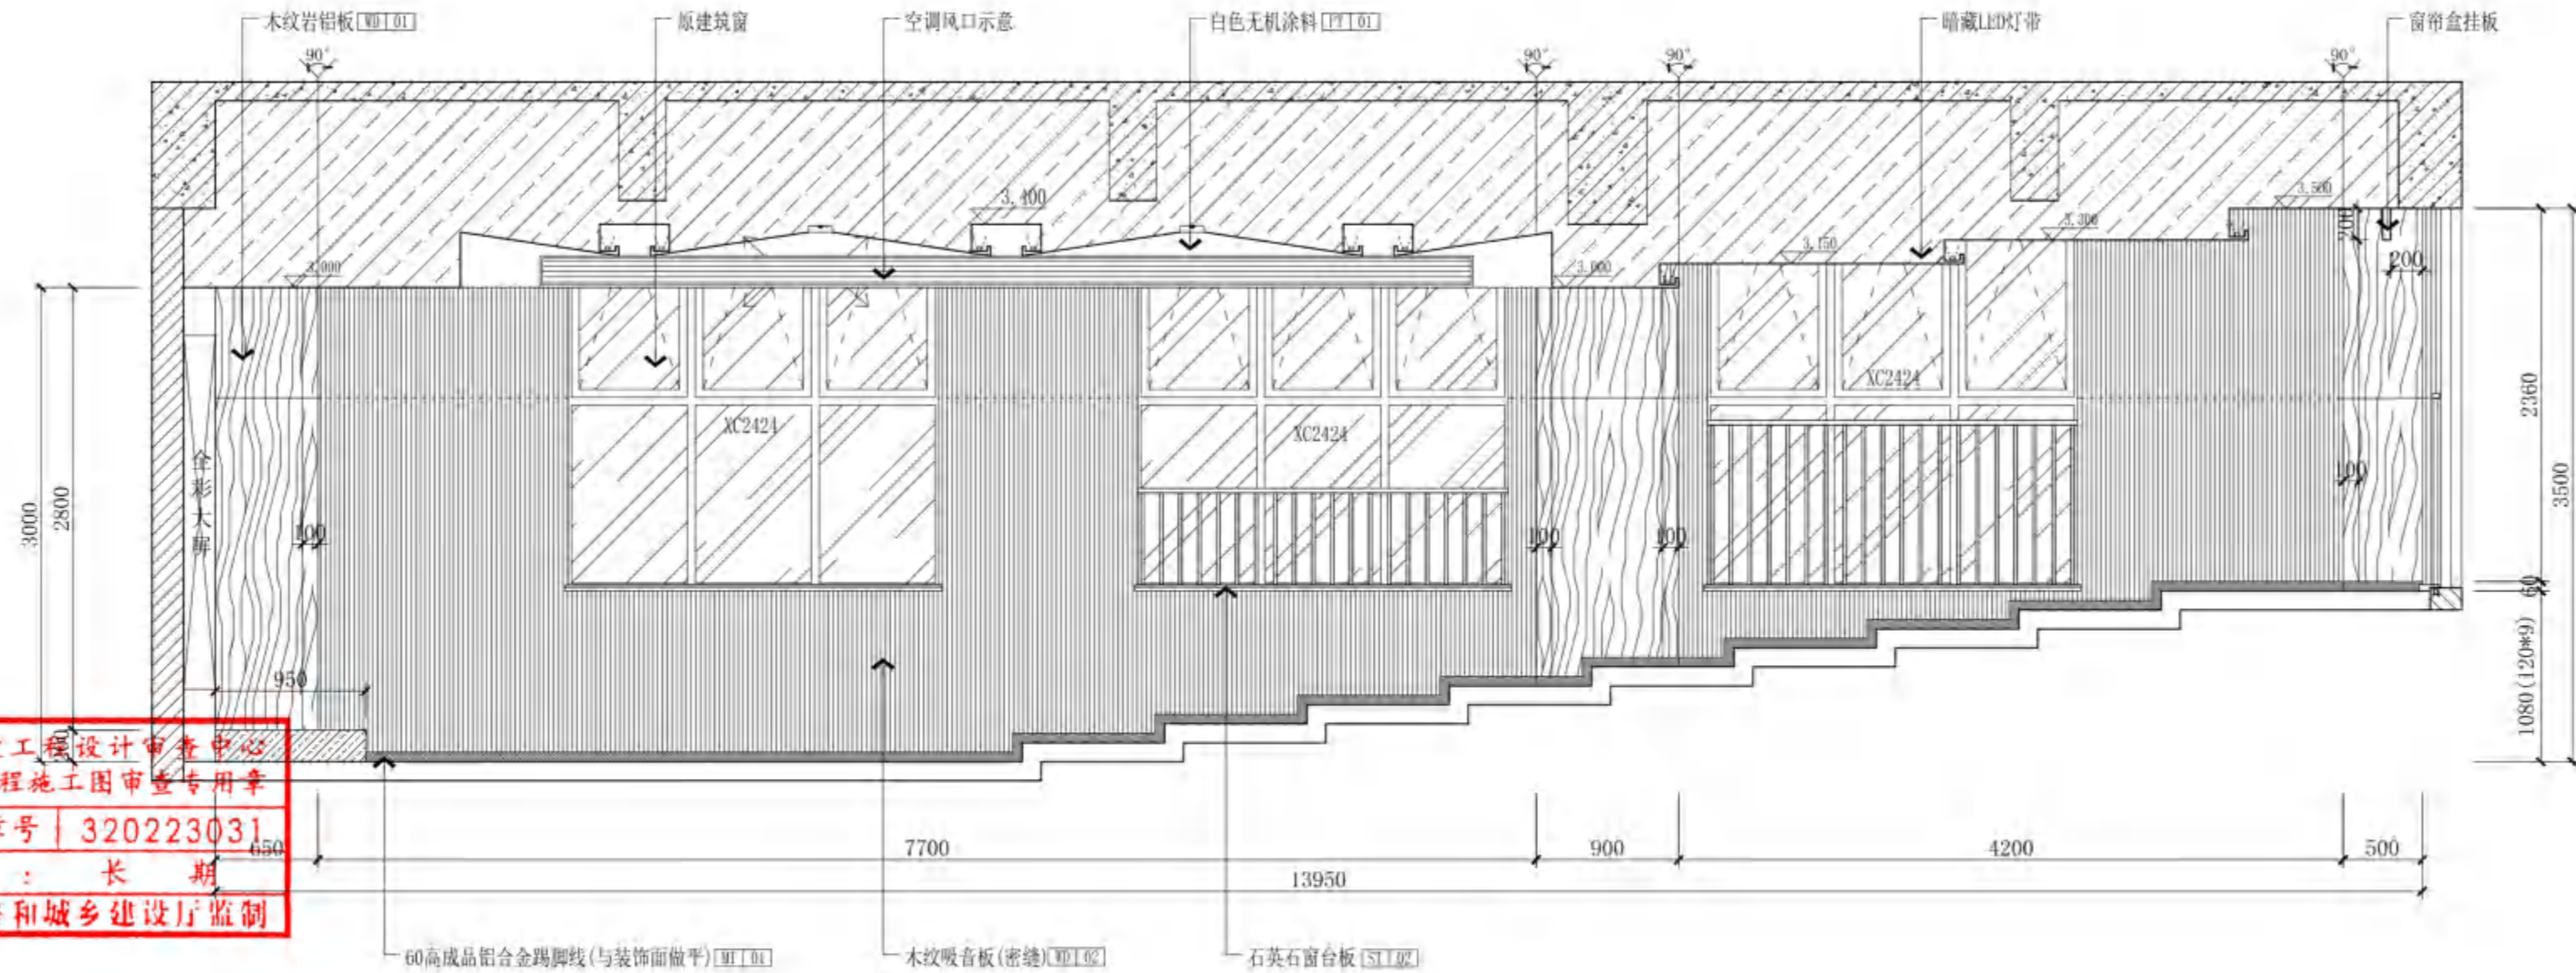 木纹岩铝板 WD 01
原建筑窗
空调风口示意
白色无机涂料 PT 01
暗藏LED灯带
窗帘盒挂板
90°
90°
90°
90°
3.400
3.500
3.000
3.000
3.150
3.300
200
200
XC2424
XC2424
XC2424
全彩大屏
3000
2800
100
100
100
100
950
2360
3500
60
1080(120*9)
工程设计审查中心
程施工图审查专用章
号 320223031
: 长 期
和城乡建设厅监制
650
7700
900
4200
500
13950
60高成品铝合金踢脚线(与装饰面做平) MT 04
木纹吸音板(密缝) WD 02
石英石窗台板 ST 02